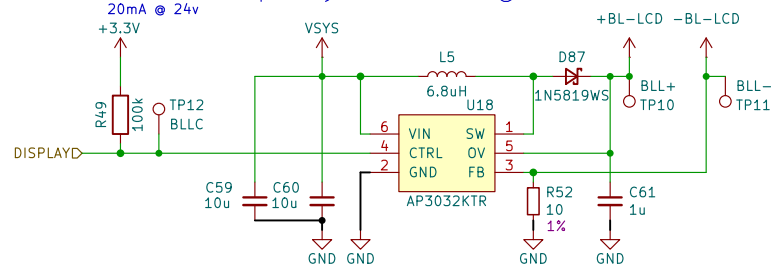 20mA @ 24v
+3.3V
VSYS
+BL-LCD
-BL-LCD
L5
6.8uH
D87
1N5819WS
BLL+
TP10
BLL-
TP11
R49
100k
TP12
BLLC
U18
6
VIN
SW
1
DISPLAY
4
CTRL
OV
5
2
GND
FB
3
AP3032KTR
C59
10u
C60
10u
R52
10
1%
C61
1u
GND
GND
GND
GND